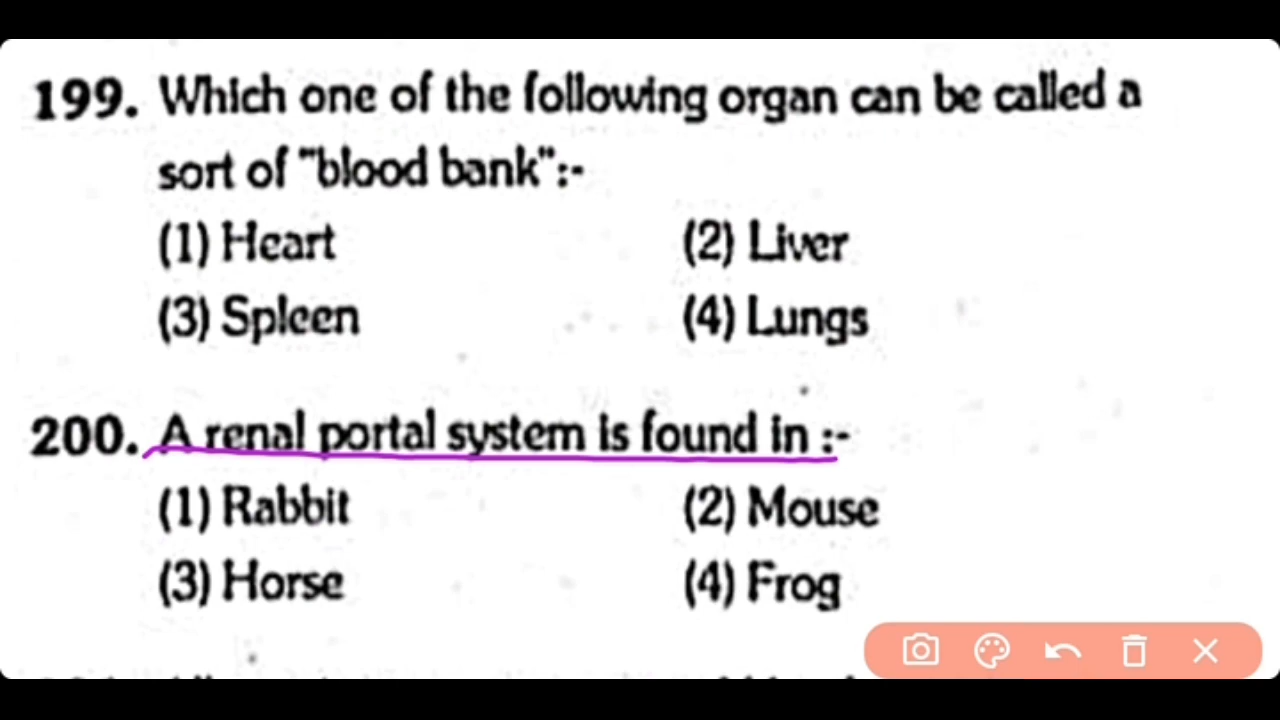 199. Which one of the following organ can be called a
sort of "blood bank":-
(1) Heart (2) Liver
(3) Spleen (4) Lungs
200. A renal portal system is found in :-
(1) Rabbit (2) Mouse
(3) Horse (4) Frog